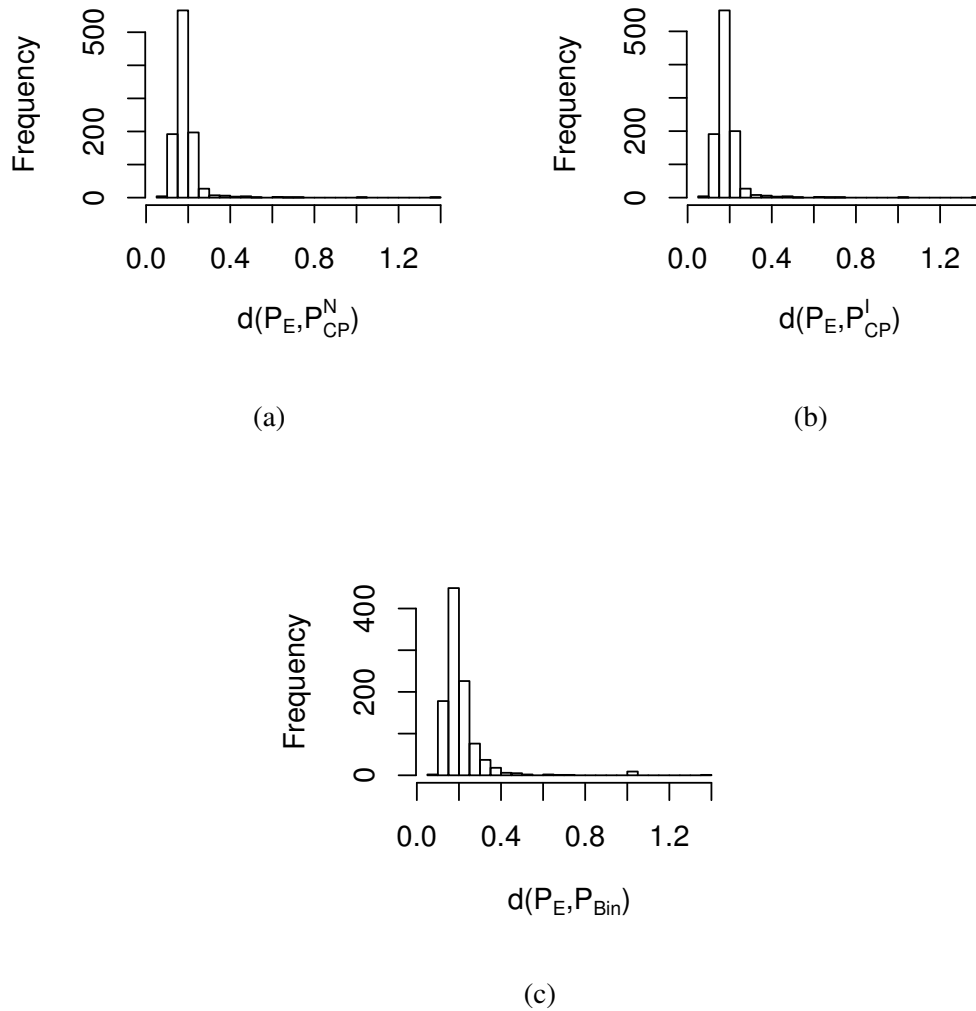 Frequency
0 200 500
0.0 0.4 0.8 1.2
d(P_E,P_CP^N)
(a)
Frequency
0 200 500
0.0 0.4 0.8 1.2
d(P_E,P_CP^I)
(b)
Frequency
0 200 400
0.0 0.4 0.8 1.2
d(P_E,P_Bin)
(c)